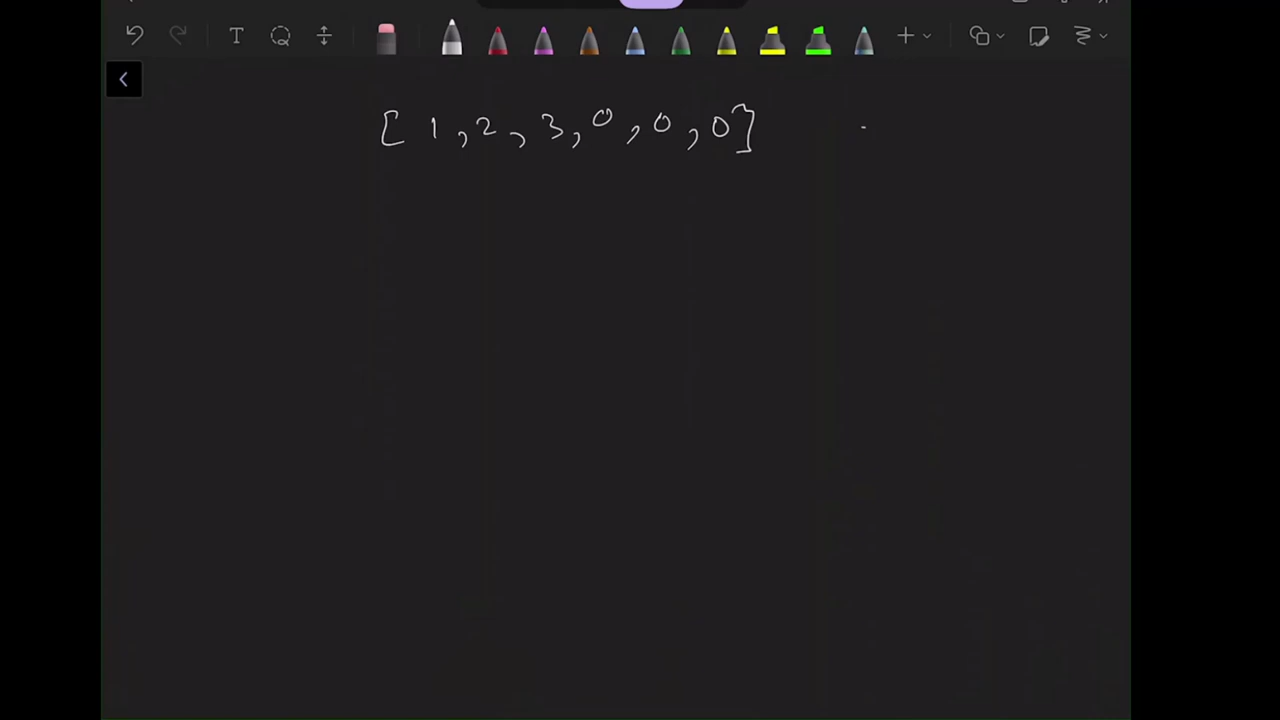 [ 1 , 2 , 3 , 0 , 0 , 0 ]